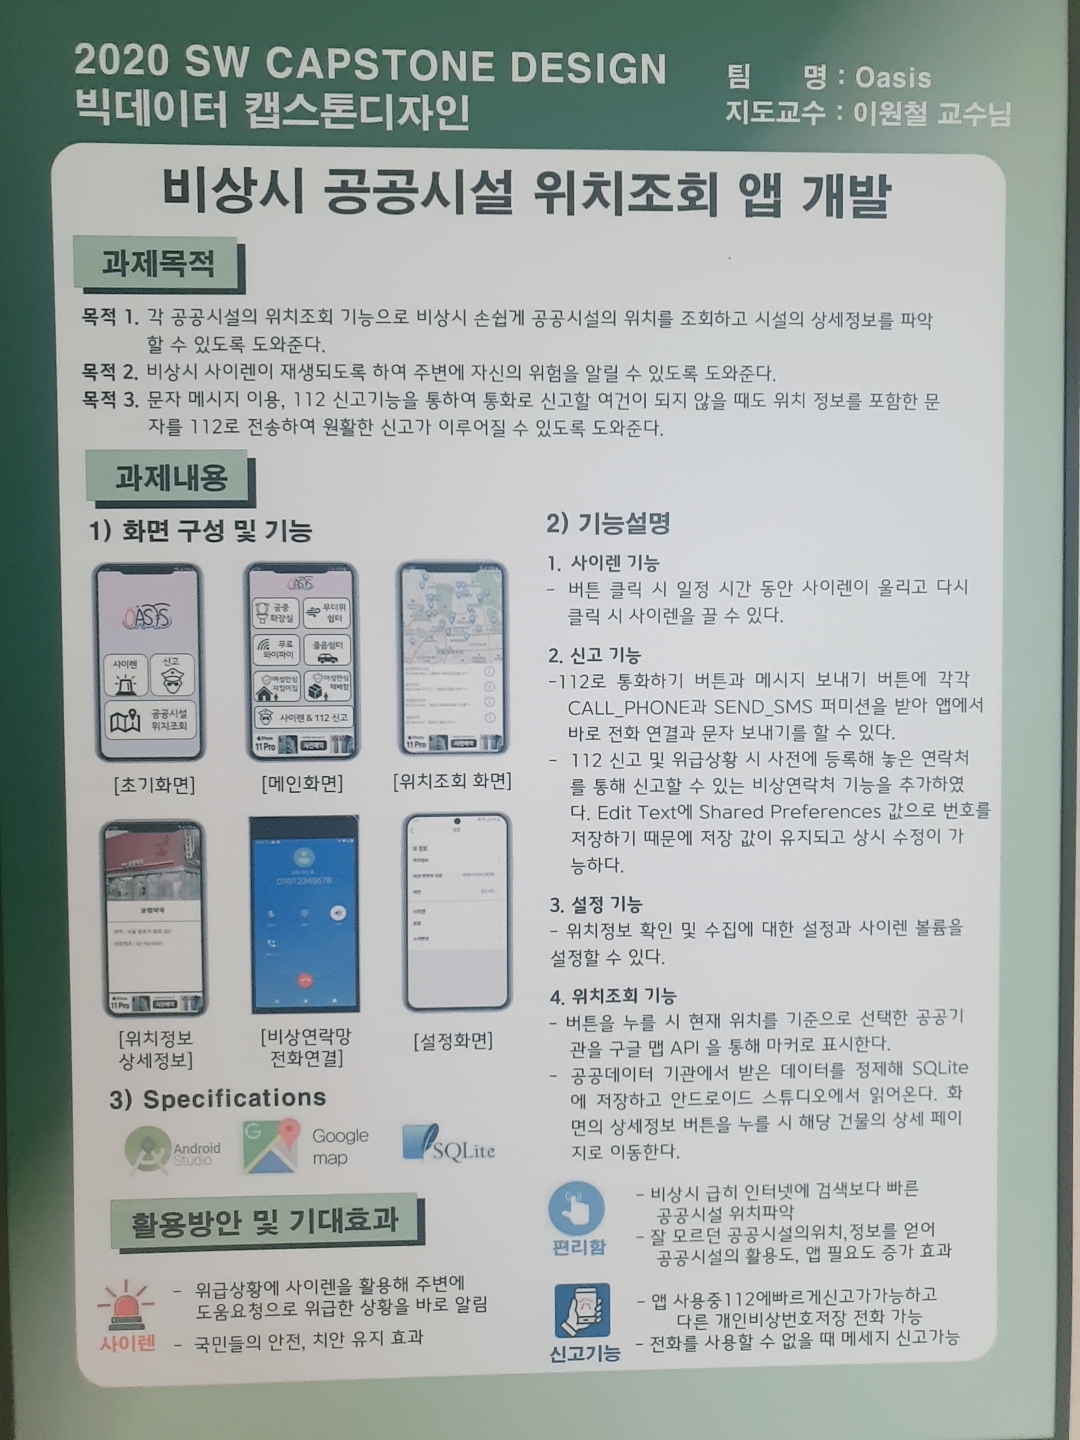 2020 SW CAPSTONE DESIGN
빅데이터 캡스톤디자인
팀 명 : Oasis
지도교수 : 이원철 교수님
비상시 공공시설 위치조회 앱 개발
과제목적
목적 1. 각 공공시설의 위치조회 기능으로 비상시 손쉽게 공공시설의 위치를 조회하고 시설의 상세정보를 파악
할 수 있도록 도와준다.
목적 2. 비상시 사이렌이 재생되도록 하여 주변에 자신의 위험을 알릴 수 있도록 도와준다.
목적 3. 문자 메시지 이용, 112 신고기능을 통하여 통화로 신고할 여건이 되지 않을 때도 위치 정보를 포함한 문
자를 112로 전송하여 원활한 신고가 이루어질 수 있도록 도와준다.
과제내용
1) 화면 구성 및 기능
OASIS
사이렌
신고
공공시설
위치조회
[초기화면]
OASIS
공중
화장실
무더위
쉼터
무료
와이파이
졸음쉼터
여성안심
지킴이집
여성안심
택배함
사이렌 & 112 신고
11 Pro
사전예약
[메인화면]
11 Pro
사전예약
[위치조회 화면]
보령약국
11 Pro
사전예약
[위치정보
상세정보]
01012345678
[비상연락망
전화연결]
설정
내 정보
[설정화면]
3) Specifications
Android
Studio
Google
map
SQLite
2) 기능설명
1. 사이렌 기능
- 버튼 클릭 시 일정 시간 동안 사이렌이 울리고 다시
클릭 시 사이렌을 끌 수 있다.
2. 신고 기능
-112로 통화하기 버튼과 메시지 보내기 버튼에 각각
CALL_PHONE과 SEND_SMS 퍼미션을 받아 앱에서
바로 전화 연결과 문자 보내기를 할 수 있다.
- 112 신고 및 위급상황 시 사전에 등록해 놓은 연락처
를 통해 신고할 수 있는 비상연락처 기능을 추가하였
다. Edit Text에 Shared Preferences 값으로 번호를
저장하기 때문에 저장 값이 유지되고 상시 수정이 가
능하다.
3. 설정 기능
- 위치정보 확인 및 수집에 대한 설정과 사이렌 볼륨을
설정할 수 있다.
4. 위치조회 기능
- 버튼을 누를 시 현재 위치를 기준으로 선택한 공공기
관을 구글 맵 API 을 통해 마커로 표시한다.
- 공공데이터 기관에서 받은 데이터를 정제해 SQLite
에 저장하고 안드로이드 스튜디오에서 읽어온다. 화
면의 상세정보 버튼을 누를 시 해당 건물의 상세 페이
지로 이동한다.
활용방안 및 기대효과
사이렌
- 위급상황에 사이렌을 활용해 주변에
도움요청으로 위급한 상황을 바로 알림
- 국민들의 안전, 치안 유지 효과
편리함
- 비상시 급히 인터넷에 검색보다 빠른
공공시설 위치파악
- 잘 모르던 공공시설의위치,정보를 얻어
공공시설의 활용도, 앱 필요도 증가 효과
신고기능
- 앱 사용중112에빠르게신고가가능하고
다른 개인비상번호저장 전화 가능
- 전화를 사용할 수 없을 때 메세지 신고가능